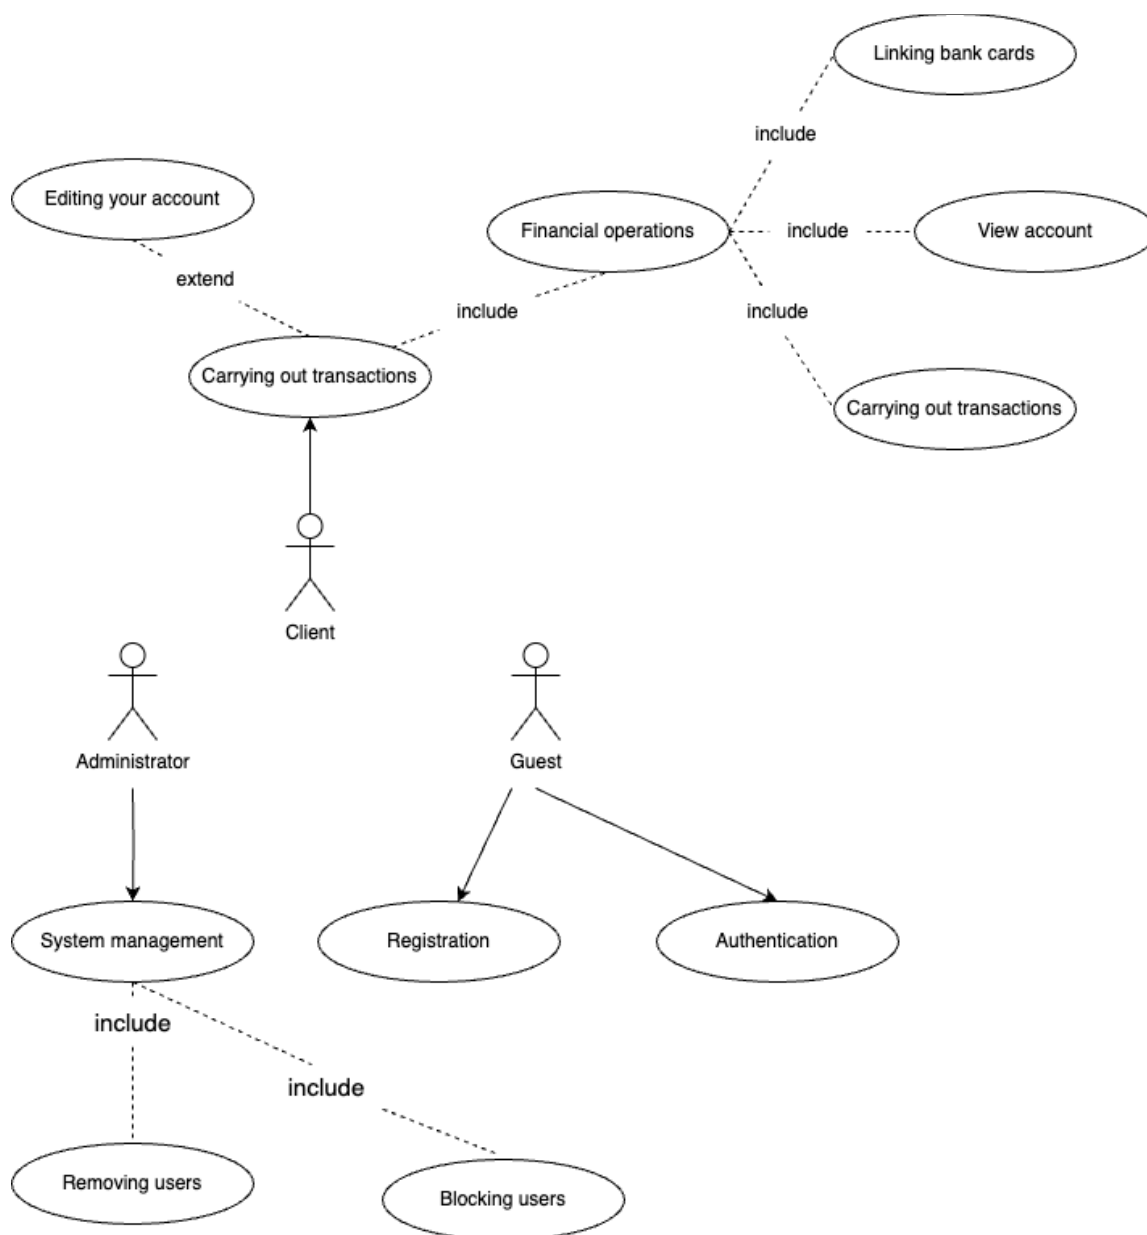 Linking bank cards
include
Editing your account
Financial operations
include
View account
extend
include
include
Carrying out transactions
Carrying out transactions
Client
Administrator
Guest
System management
Registration
Authentication
include
include
Removing users
Blocking users